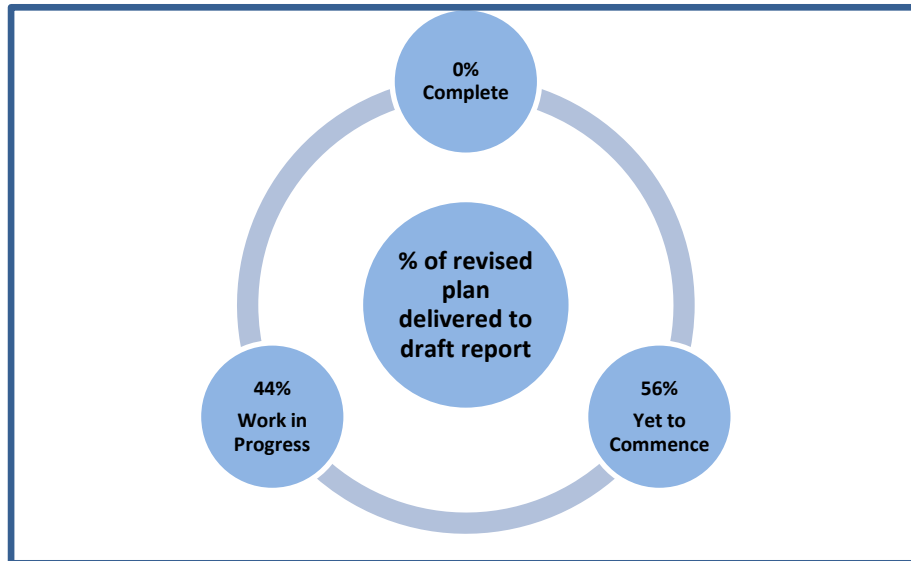 0%
Complete
% of revised
plan
delivered to
draft report
44%
Work in
Progress
56%
Yet to
Commence